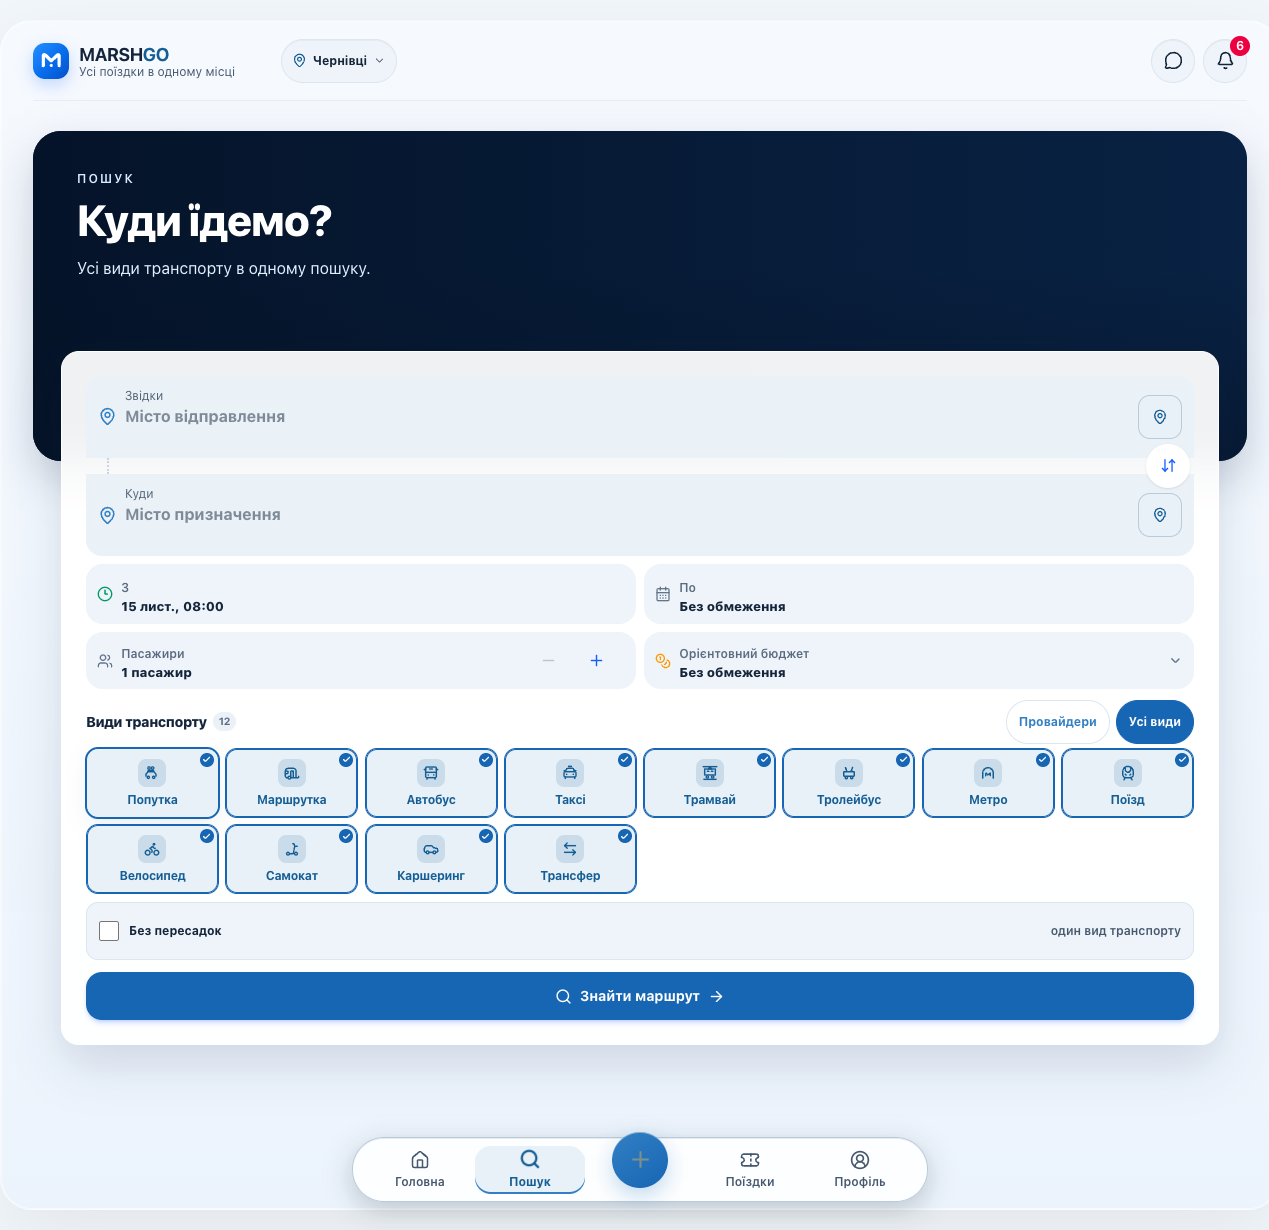 MARSHGO
Усі поїздки в одному місці
Чернівці
6
ПОШУК
Куди їдемо?
Усі види транспорту в одному пошуку.
Звідки
Місто відправлення
Куди
Місто призначення
З
15 лист., 08:00
По
Без обмеження
Пасажири
1 пасажир
Орієнтовний бюджет
Без обмеження
Види транспорту 12
Провайдери
Усі види
Попутка
Маршрутка
Автобус
Таксі
Трамвай
Тролейбус
Метро
Поїзд
Велосипед
Самокат
Каршеринг
Трансфер
Без пересадок
один вид транспорту
Знайти маршрут
Головна
Пошук
Поїздки
Профіль